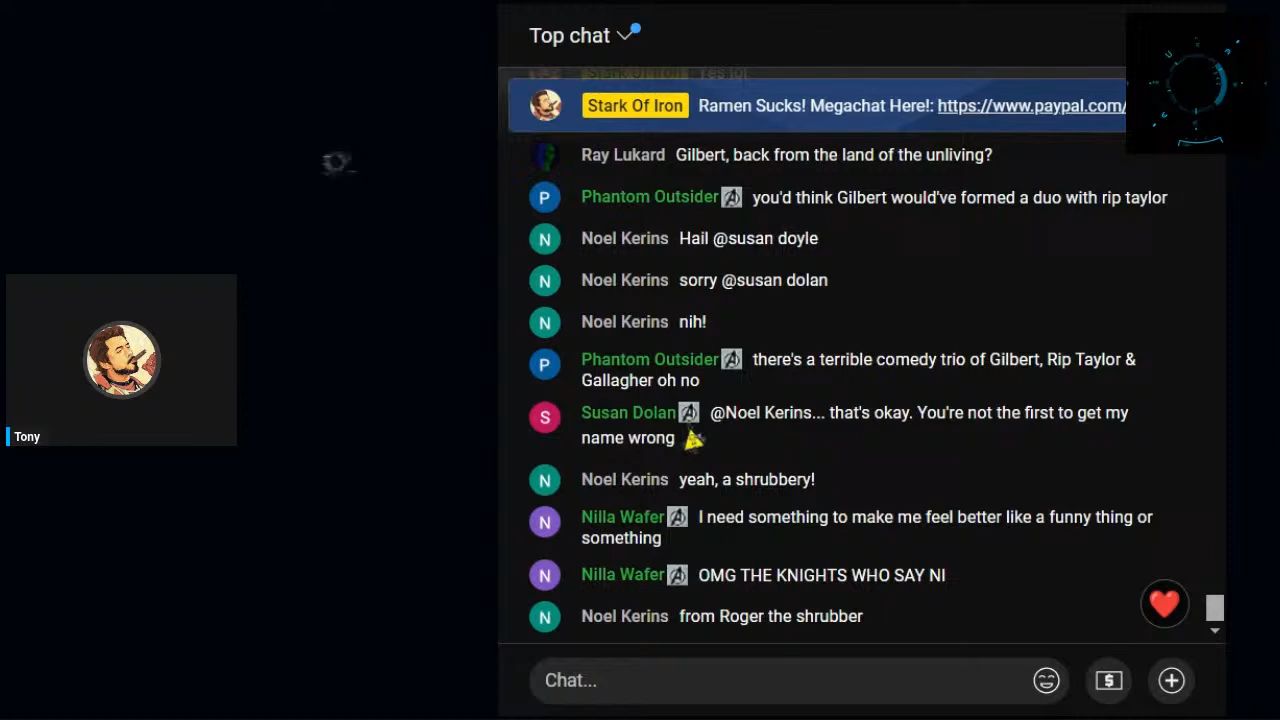 Top chat
Stark Of Iron Yes lol
Stark Of Iron Ramen Sucks! Megachat Here!: https://www.paypal.com/
Ray Lukard Gilbert, back from the land of the unliving?
P Phantom Outsider you'd think Gilbert would've formed a duo with rip taylor
N Noel Kerins Hail @susan doyle
N Noel Kerins sorry @susan dolan
N Noel Kerins nih!
P Phantom Outsider there's a terrible comedy trio of Gilbert, Rip Taylor &
Gallagher oh no
S Susan Dolan @Noel Kerins... that's okay. You're not the first to get my
name wrong
N Noel Kerins yeah, a shrubbery!
N Nilla Wafer I need something to make me feel better like a funny thing or
something
N Nilla Wafer OMG THE KNIGHTS WHO SAY NI
N Noel Kerins from Roger the shrubber
Chat...
Tony